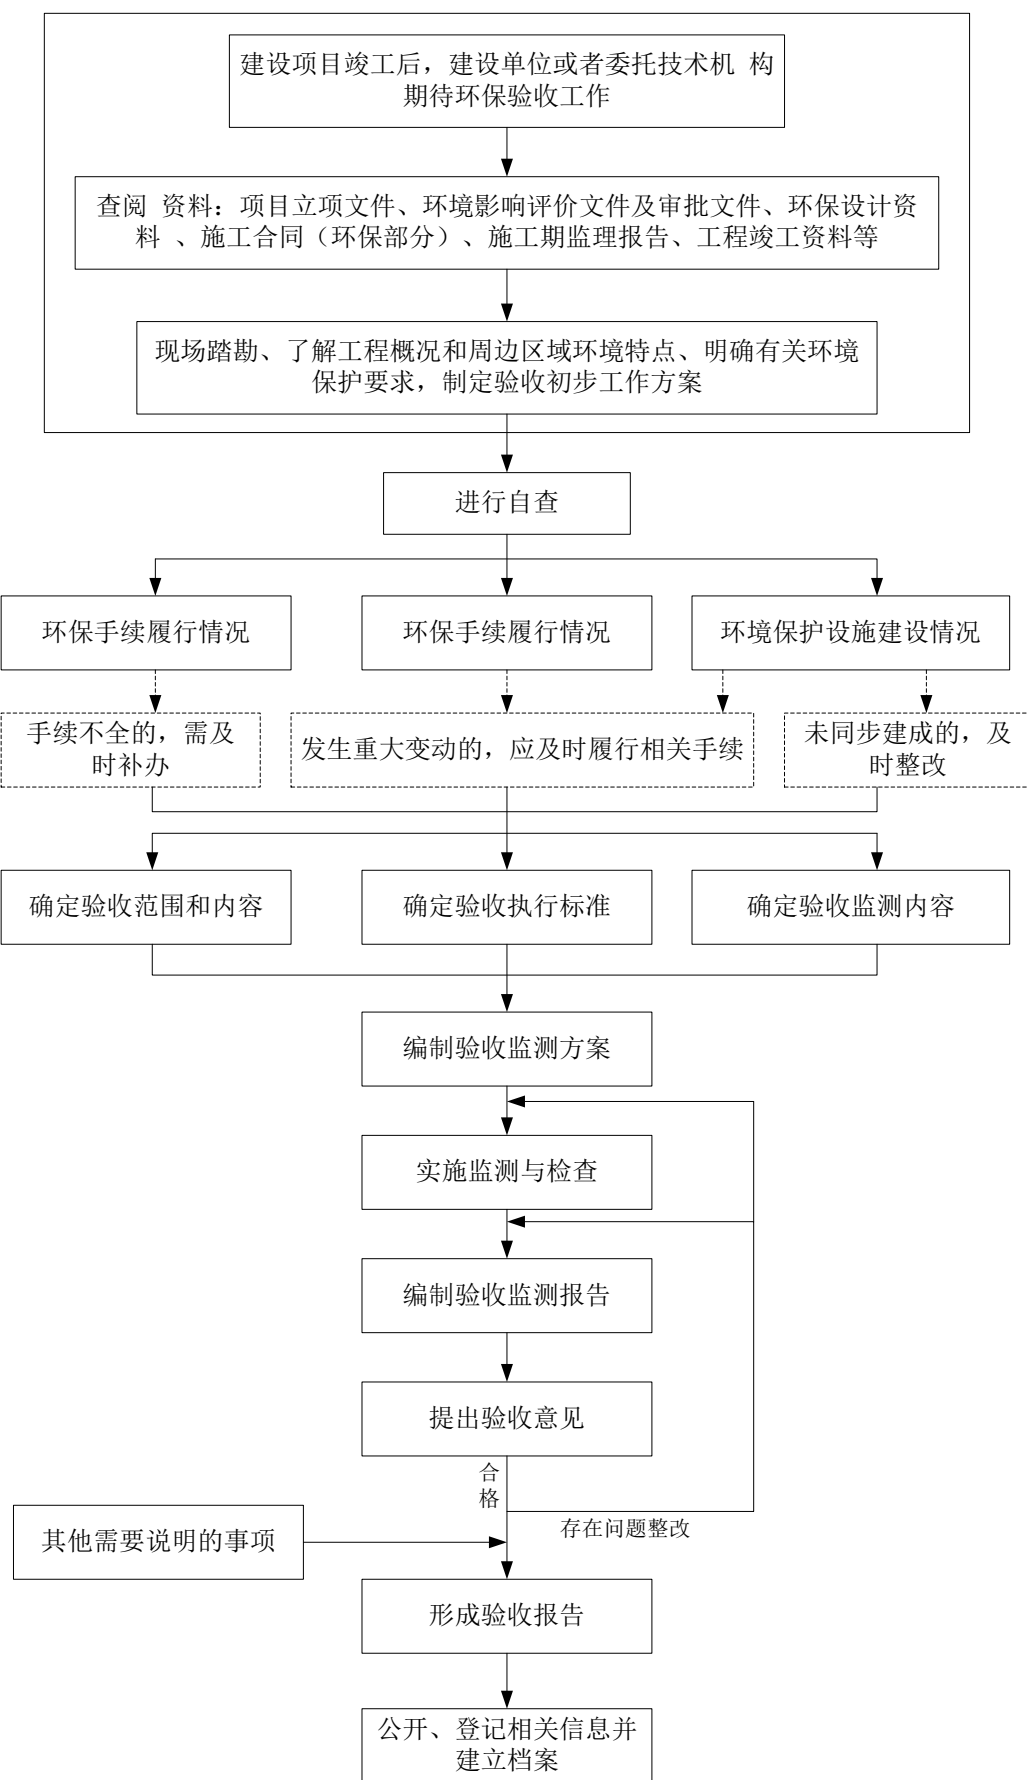 建设项目竣工后，建设单位或者委托技术机 构
期待环保验收工作
查阅 资料：项目立项文件、环境影响评价文件及审批文件、环保设计资
料 、施工合同（环保部分）、施工期监理报告、工程竣工资料等
现场踏勘、了解工程概况和周边区域环境特点、明确有关环境
保护要求，制定验收初步工作方案
进行自查
环保手续履行情况
环保手续履行情况
环境保护设施建设情况
手续不全的，需及
时补办
发生重大变动的，应及时履行相关手续
未同步建成的，及
时整改
确定验收范围和内容
确定验收执行标准
确定验收监测内容
编制验收监测方案
实施监测与检查
编制验收监测报告
提出验收意见
合
格
存在问题整改
其他需要说明的事项
形成验收报告
公开、登记相关信息并
建立档案